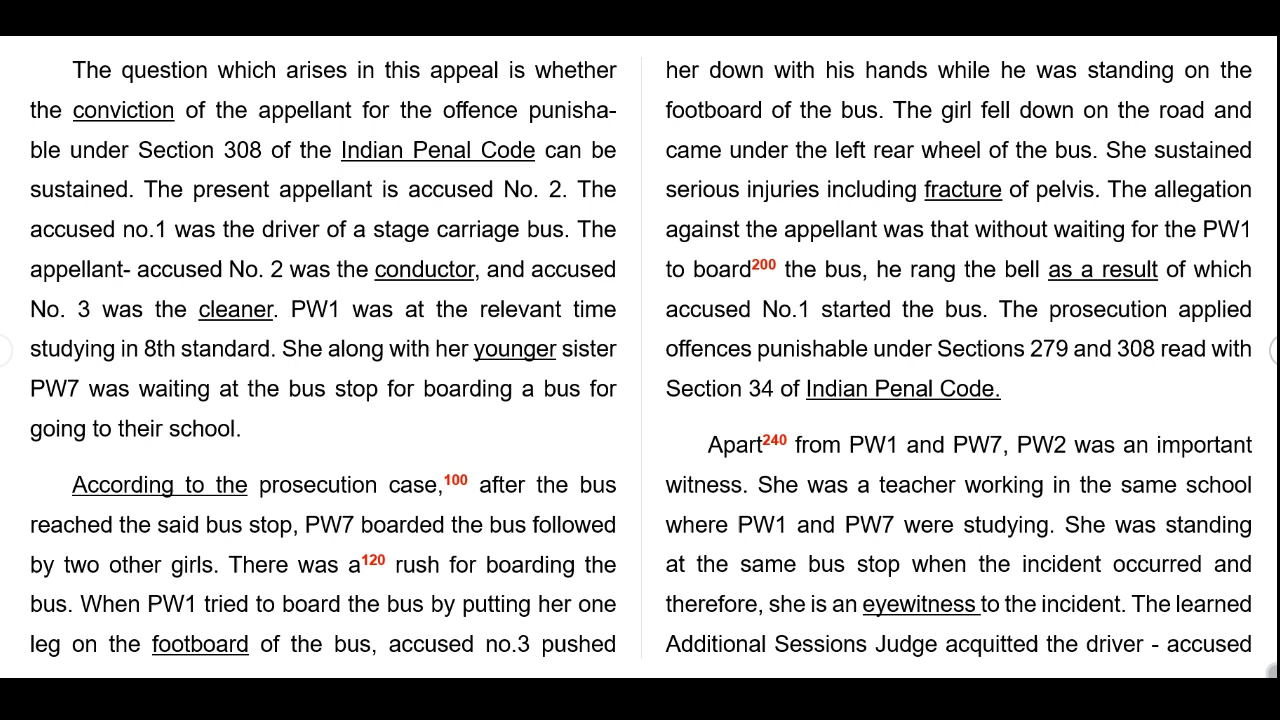 The question which arises in this appeal is whether
the conviction of the appellant for the offence punisha-
ble under Section 308 of the Indian Penal Code can be
sustained. The present appellant is accused No. 2. The
accused no.1 was the driver of a stage carriage bus. The
appellant- accused No. 2 was the conductor, and accused
No. 3 was the cleaner. PW1 was at the relevant time
studying in 8th standard. She along with her younger sister
PW7 was waiting at the bus stop for boarding a bus for
going to their school.
According to the prosecution case,100 after the bus
reached the said bus stop, PW7 boarded the bus followed
by two other girls. There was a120 rush for boarding the
bus. When PW1 tried to board the bus by putting her one
leg on the footboard of the bus, accused no.3 pushed
her down with his hands while he was standing on the
footboard of the bus. The girl fell down on the road and
came under the left rear wheel of the bus. She sustained
serious injuries including fracture of pelvis. The allegation
against the appellant was that without waiting for the PW1
to board200 the bus, he rang the bell as a result of which
accused No.1 started the bus. The prosecution applied
offences punishable under Sections 279 and 308 read with
Section 34 of Indian Penal Code.
Apart240 from PW1 and PW7, PW2 was an important
witness. She was a teacher working in the same school
where PW1 and PW7 were studying. She was standing
at the same bus stop when the incident occurred and
therefore, she is an eyewitness to the incident. The learned
Additional Sessions Judge acquitted the driver - accused